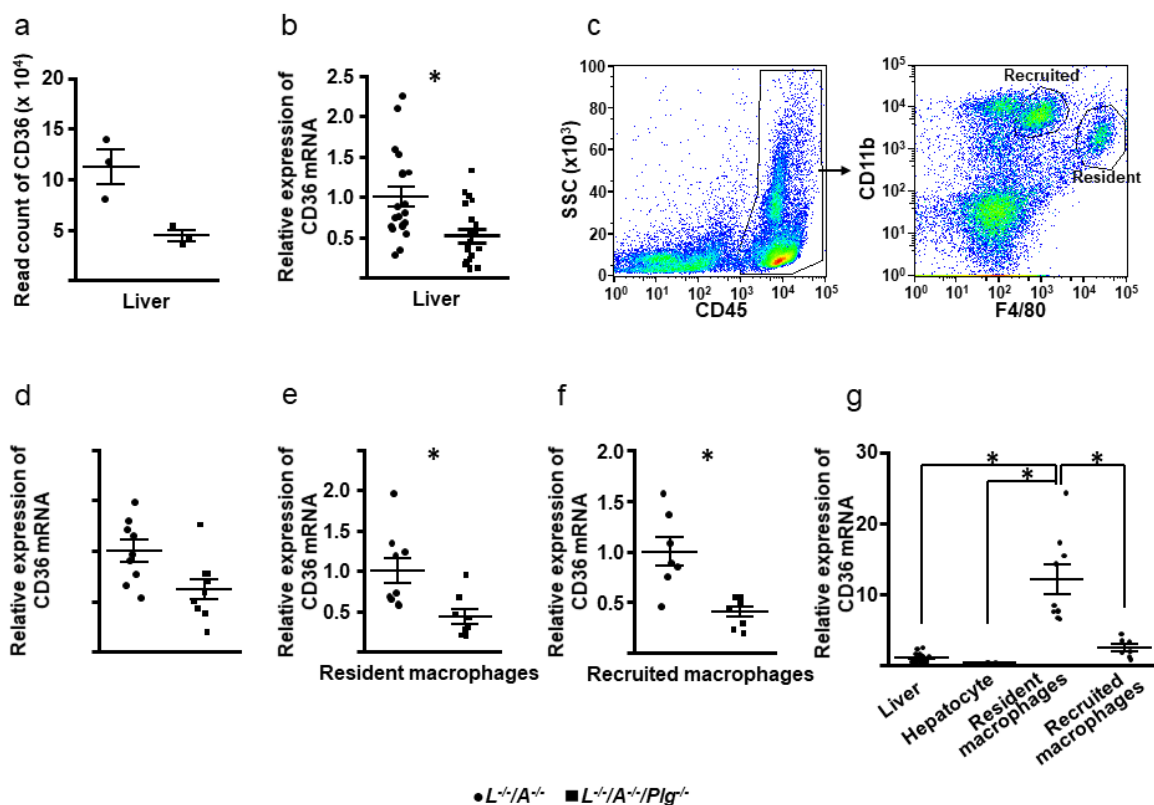 a
Read count of CD36 (x 10⁴)
20
15
10
5
Liver
b
Relative expression of
CD36 mRNA
2.5
2.0
1.5
1.0
0.5
*
Liver
c
SSC (x10³)
100
80
60
40
20
0
10⁰ 10¹ 10² 10³ 10⁴ 10⁵
CD45
CD11b
10⁵
10⁴
10³
10²
10¹
10⁰
Recruited
Resident
10⁰ 10¹ 10² 10³ 10⁴ 10⁵
F4/80
d
Relative expression of
CD36 mRNA
e
Relative expression of
CD36 mRNA
2.0
1.5
1.0
0.5
*
Resident macrophages
f
Relative expression of
CD36 mRNA
2.0
1.5
1.0
0.5
*
Recruited macrophages
g
Relative expression of
CD36 mRNA
30
20
10
0
* * *
Liver
Hepatocyte
Resident
macrophages
Recruited
macrophages
● L⁻/⁻/A⁻/⁻ ■ L⁻/⁻/A⁻/⁻/Plg⁻/⁻